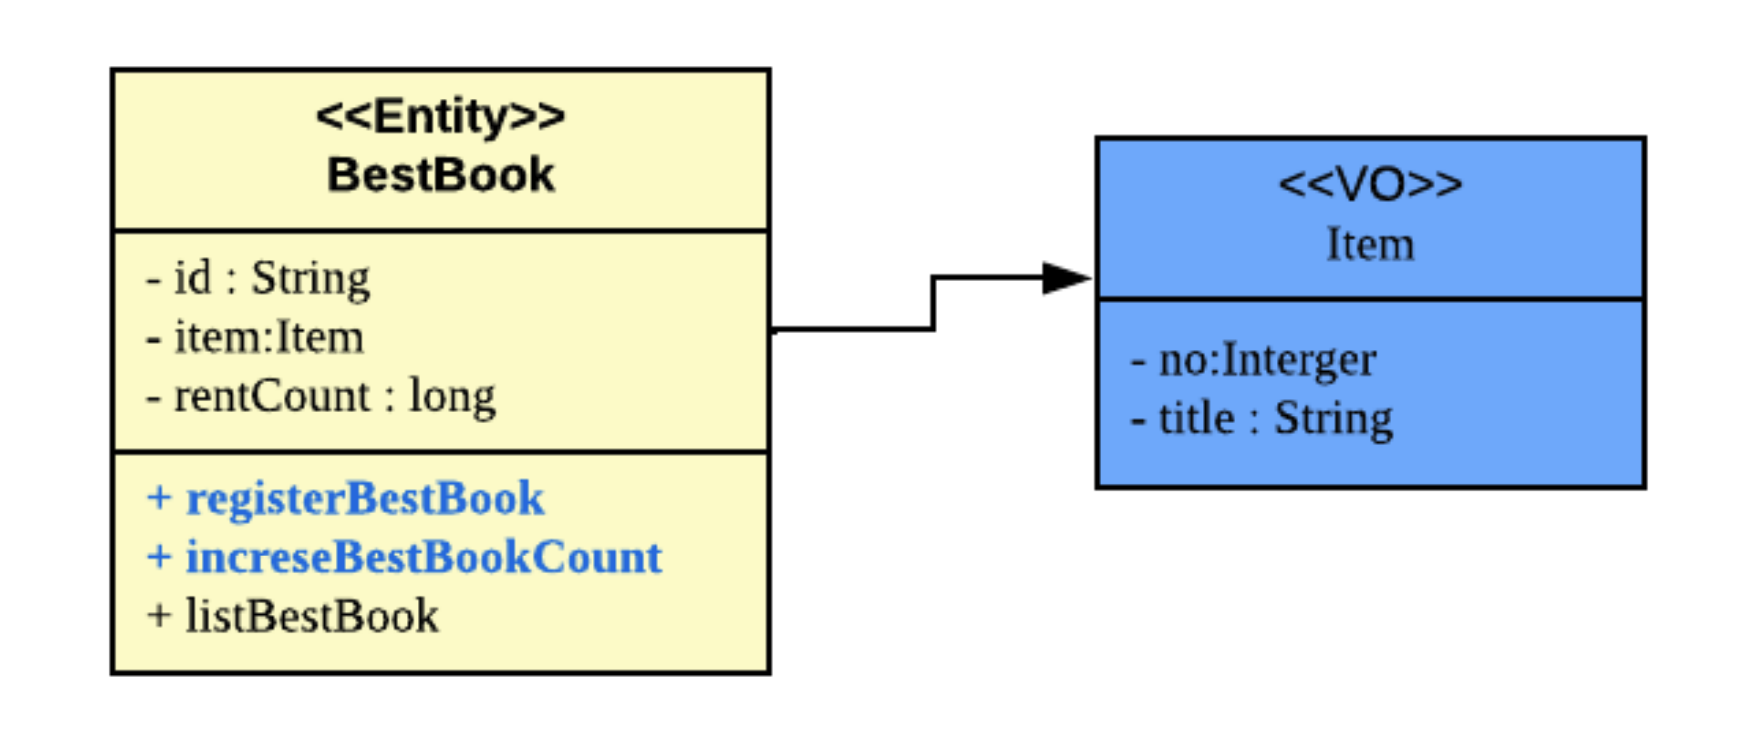 <<Entity>>
BestBook
- id : String
- item:Item
- rentCount : long
+ registerBestBook
+ increseBestBookCount
+ listBestBook
<<VO>>
Item
- no:Interger
- title : String